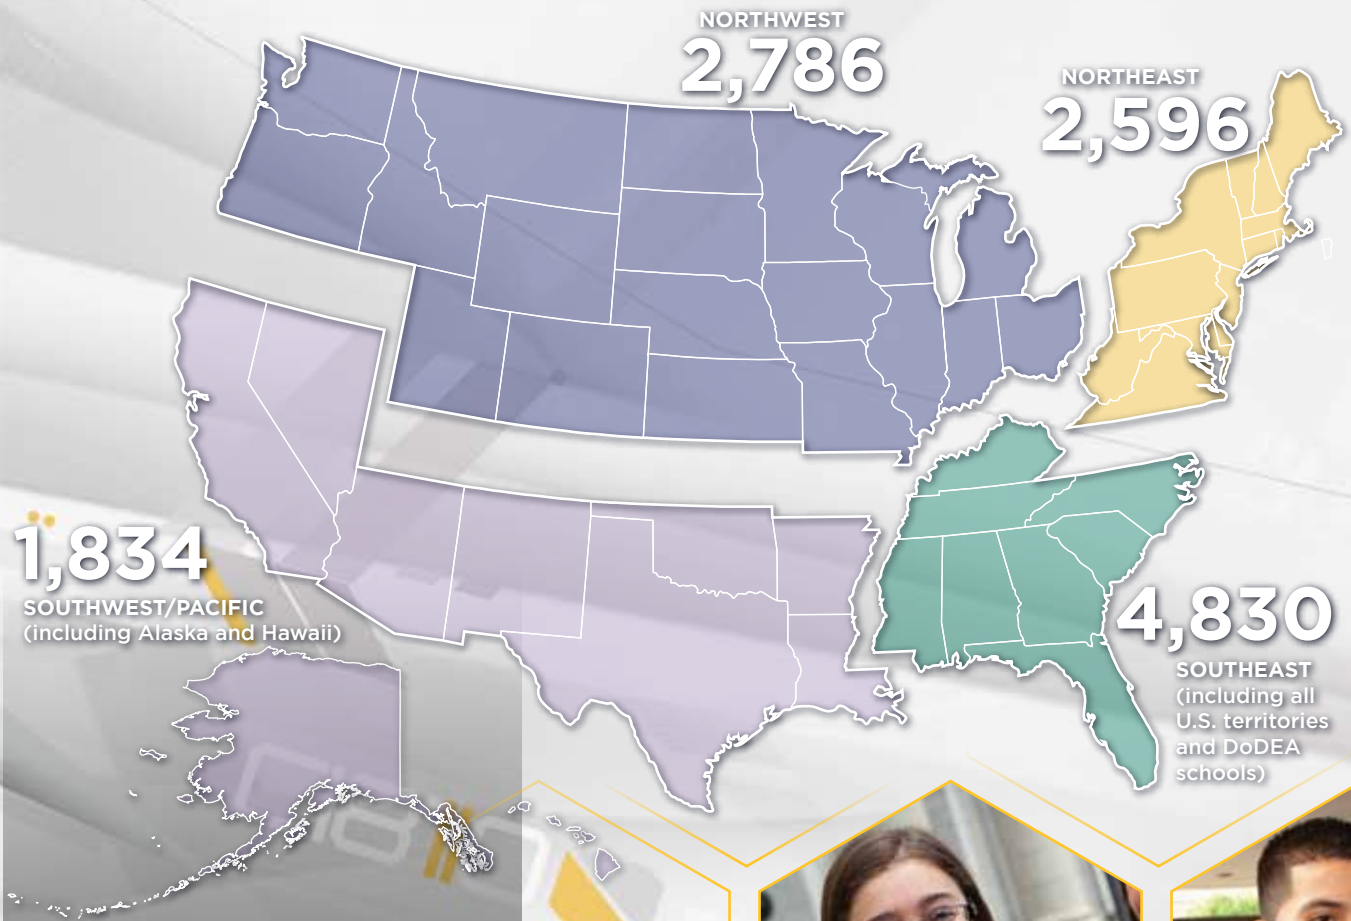 NORTHWEST
2,786
NORTHEAST
2,596
1,834
SOUTHWEST/PACIFIC
(including Alaska and Hawaii)
4,830
SOUTHEAST
(including all
U.S. territories
and DoDEA
schools)